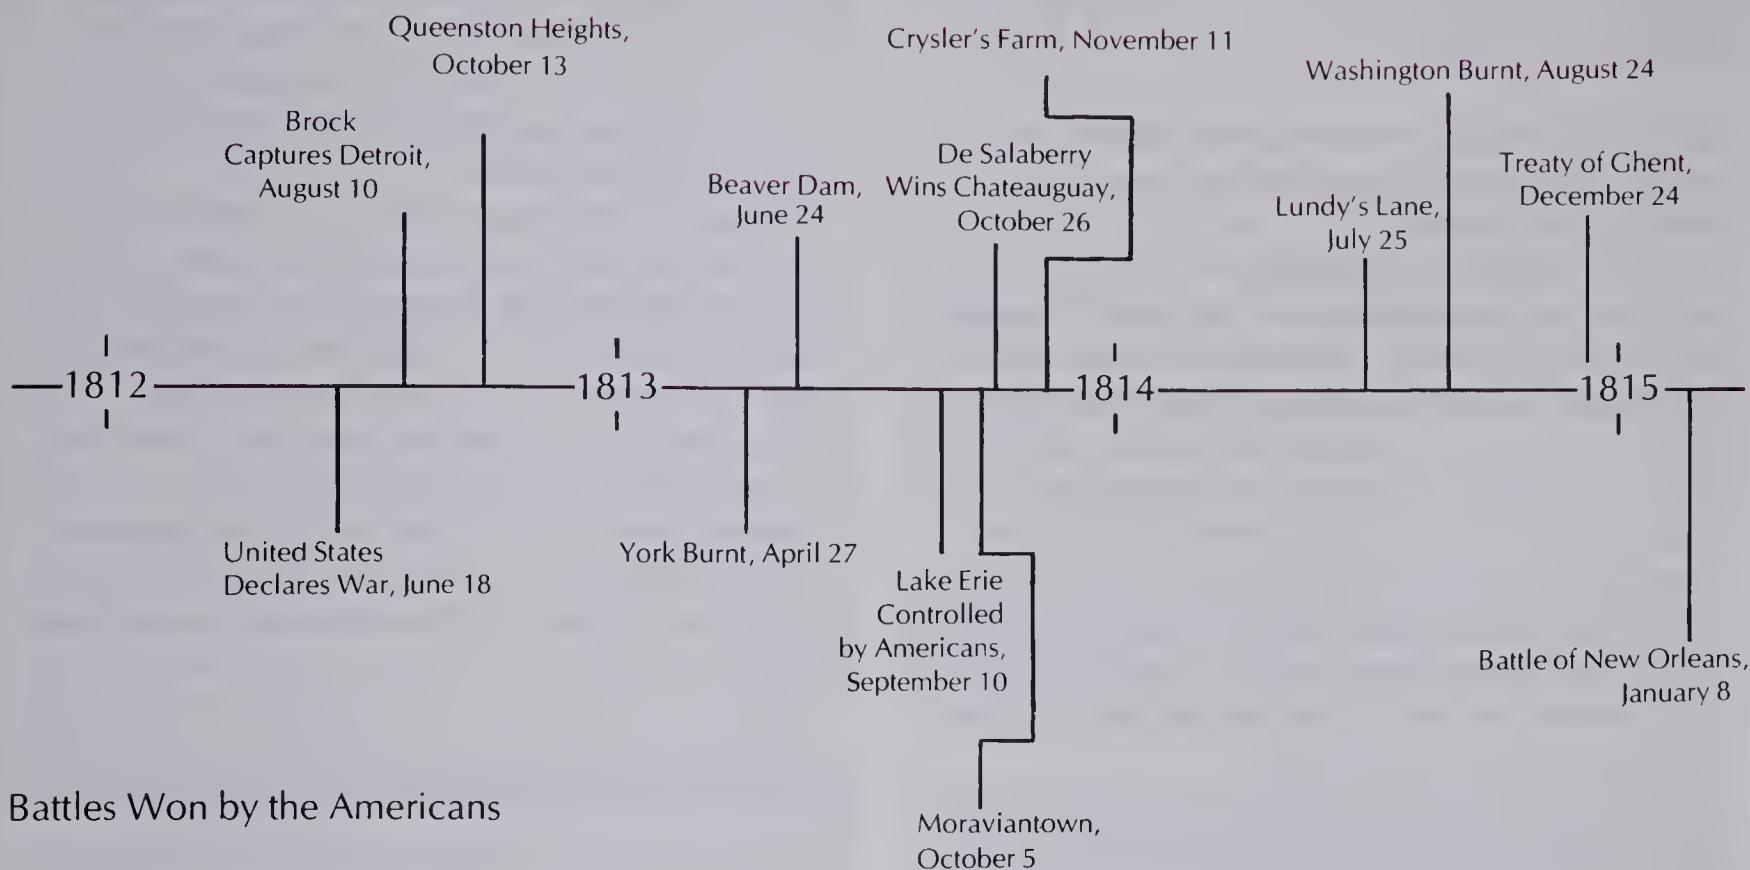 Queenston Heights,
October 13
Crysler's Farm, November 11
Washington Burnt, August 24
Brock
Captures Detroit,
August 10
De Salaberry
Wins Chateauguay,
October 26
Treaty of Ghent,
December 24
Beaver Dam,
June 24
Lundy's Lane,
July 25
1812
1813
1814
1815
United States
Declares War, June 18
York Burnt, April 27
Lake Erie
Controlled
by Americans,
September 10
Battle of New Orleans,
January 8
Battles Won by the Americans
Moraviantown,
October 5